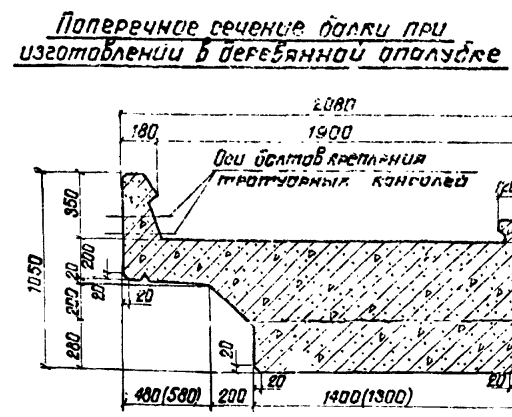 Поперечное сечение балки при
изготовлении в деревянной опалубке
2080
180 1900
Оси болтов крепления
тротуарных консолей
350
1050
200
20
20
20
200
280
20
20
20
480(580) 200 1400(1300)